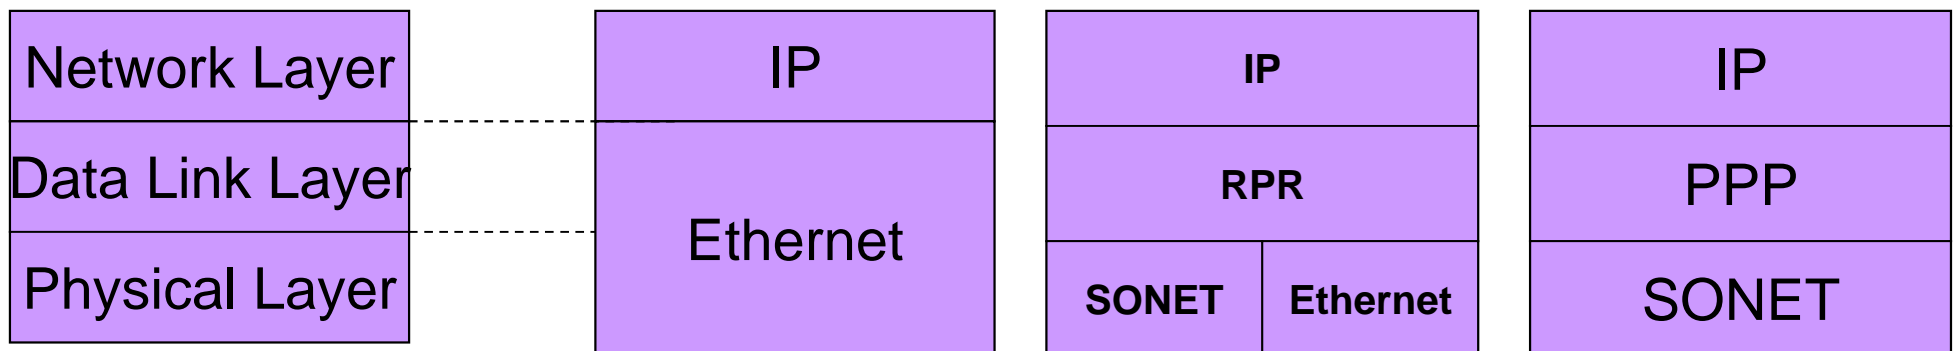 Network Layer
Data Link Layer
Physical Layer
IP
Ethernet
IP
RPR
SONET
Ethernet
IP
PPP
SONET